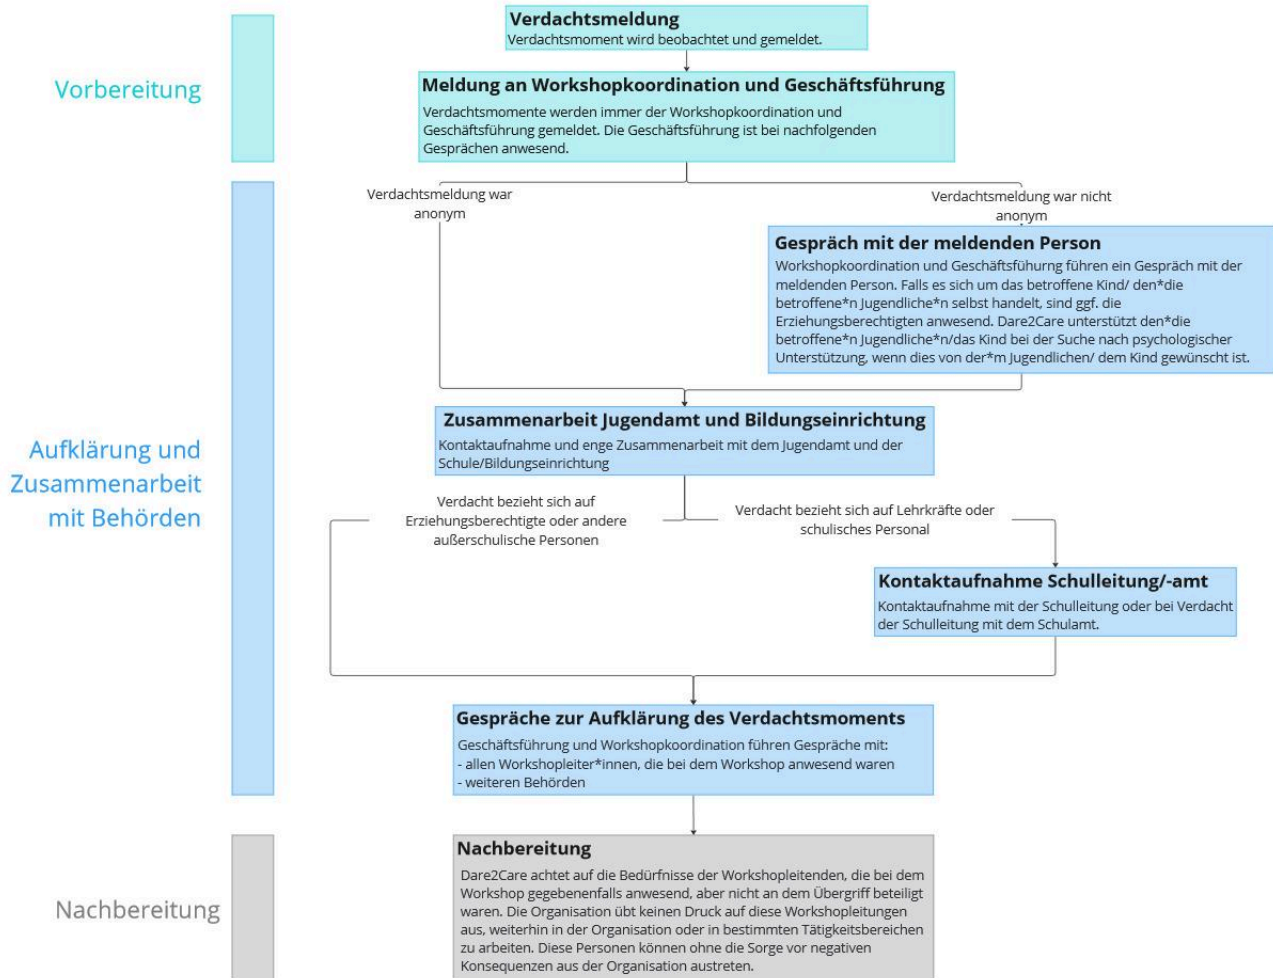 Vorbereitung
Verdachtsmeldung
Verdachtsmoment wird beobachtet und gemeldet.
Meldung an Workshopkoordination und Geschäftsführung
Verdachtsmomente werden immer der Workshopkoordination und
Geschäftsführung gemeldet. Die Geschäftsführung ist bei nachfolgenden
Gesprächen anwesend.
Aufklärung und
Zusammenarbeit
mit Behörden
Verdachtsmeldung war
anonym
Verdachtsmeldung war nicht
anonym
Gespräch mit der meldenden Person
Workshopkoordination und Geschäftsfühurng führen ein Gespräch mit der
meldenden Person. Falls es sich um das betroffene Kind/ den*die
betroffene*n Jugendliche*n selbst handelt, sind ggf. die
Erziehungsberechtigten anwesend. Dare2Care unterstützt den*die
betroffene*n Jugendliche*n/das Kind bei der Suche nach psychologischer
Unterstützung, wenn dies von der*m Jugendlichen/ dem Kind gewünscht ist.
Zusammenarbeit Jugendamt und Bildungseinrichtung
Kontaktaufnahme und enge Zusammenarbeit mit dem Jugendamt und der
Schule/Bildungseinrichtung
Verdacht bezieht sich auf
Erziehungsberechtigte oder andere
außerschulische Personen
Verdacht bezieht sich auf Lehrkräfte oder
schulisches Personal
Kontaktaufnahme Schulleitung/-amt
Kontaktaufnahme mit der Schulleitung oder bei Verdacht
der Schulleitung mit dem Schulamt.
Gespräche zur Aufklärung des Verdachtsmoments
Geschäftsführung und Workshopkoordination führen Gespräche mit:
- allen Workshopleiter*innen, die bei dem Workshop anwesend waren
- weiteren Behörden
Nachbereitung
Nachbereitung
Dare2Care achtet auf die Bedürfnisse der Workshopleitenden, die bei dem
Workshop gegebenenfalls anwesend, aber nicht an dem Übergriff beteiligt
waren. Die Organisation übt keinen Druck auf diese Workshopleitungen
aus, weiterhin in der Organisation oder in bestimmten Tätigkeitsbereichen
zu arbeiten. Diese Personen können ohne die Sorge vor negativen
Konsequenzen aus der Organisation austreten.